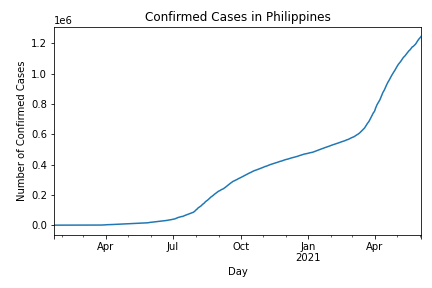 Confirmed Cases in Philippines
1e6
Number of Confirmed Cases
1.2
1.0
0.8
0.6
0.4
0.2
0.0
Apr Jul Oct Jan Apr
2021
Day